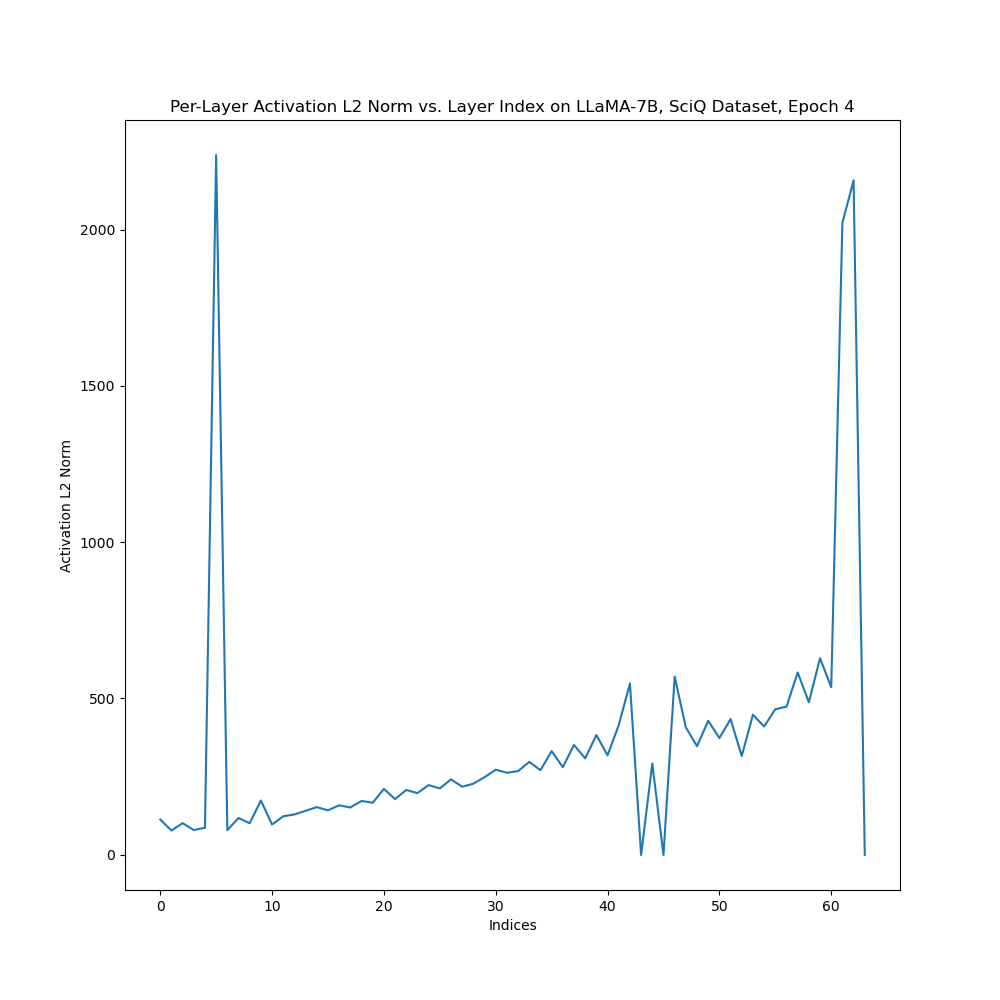 Per-Layer Activation L2 Norm vs. Layer Index on LLaMA-7B, SciQ Dataset, Epoch 4
2000
1500
1000
500
0
Activation L2 Norm
0 10 20 30 40 50 60
Indices